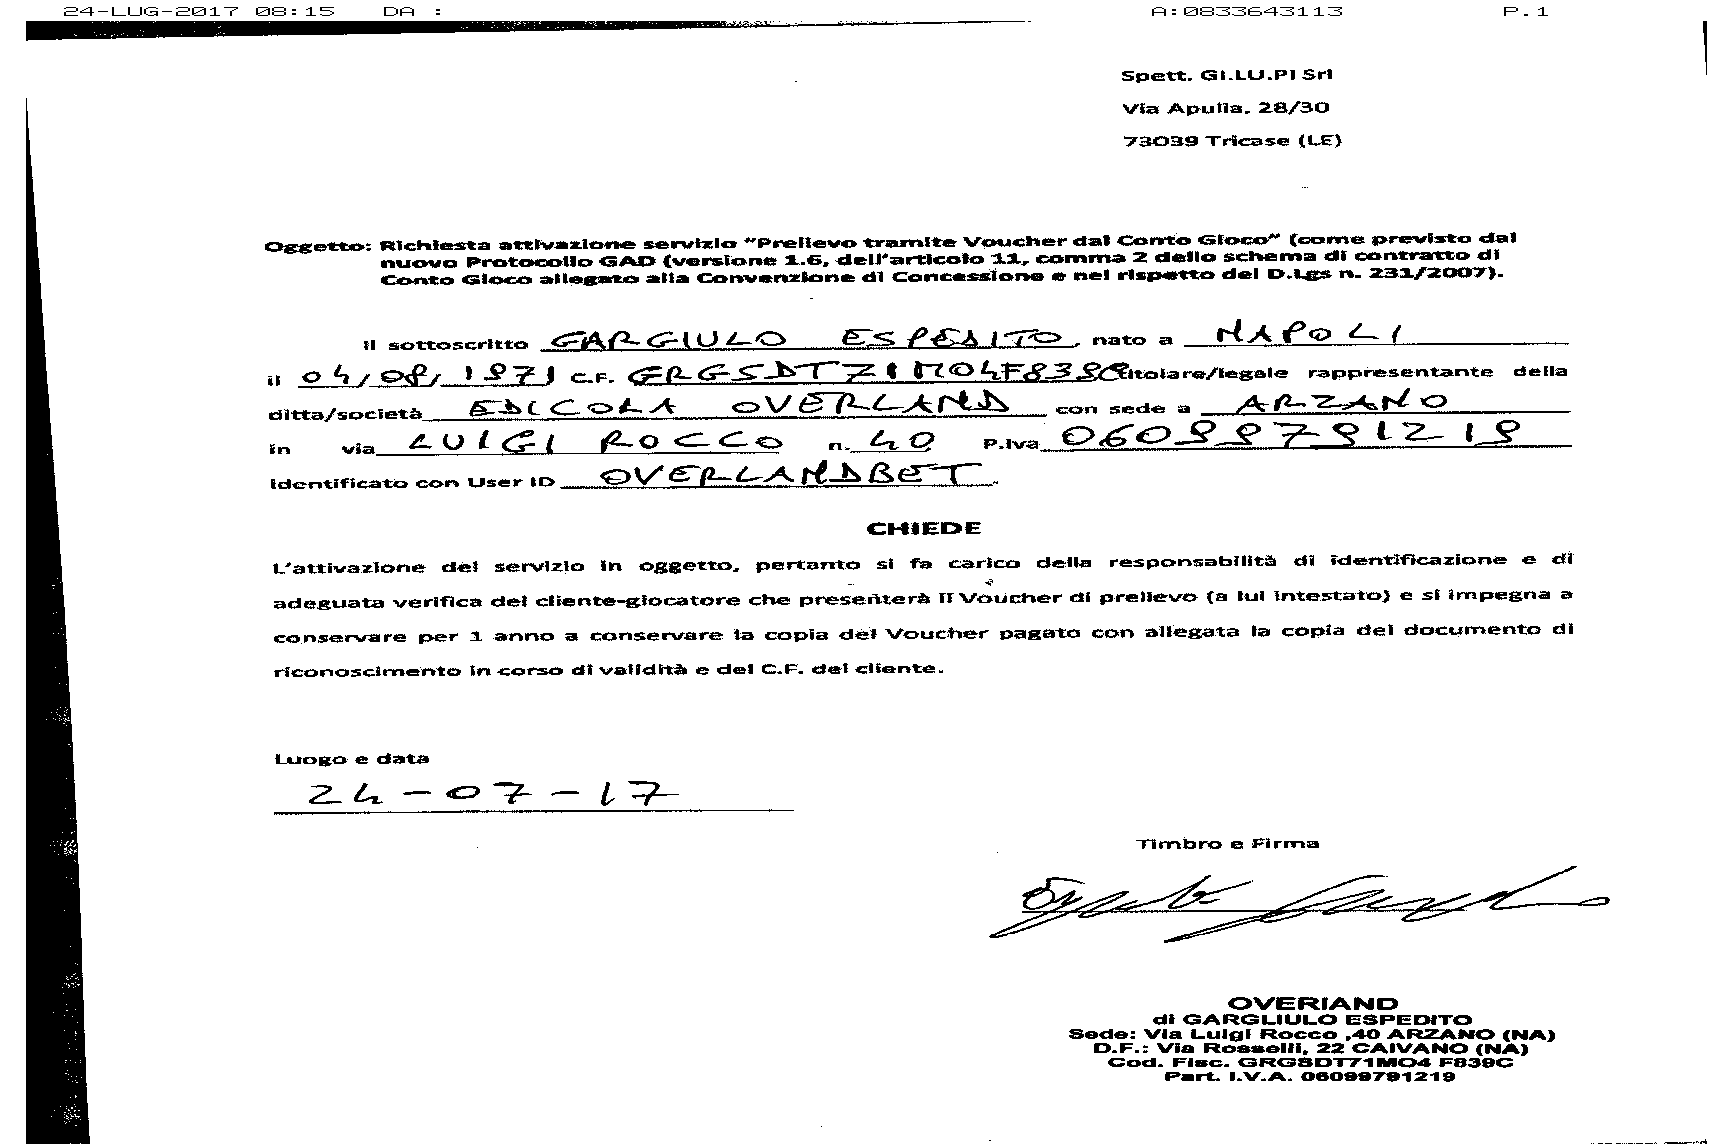 24-LUG-2017 08:15 DA : A:0833643113 P.1
Spett. GI.LU.PI Srl
Via Apulia, 28/30
73039 Tricase (LE)
Oggetto: Richiesta attivazione servizio "Prelievo tramite Voucher dal Conto Gioco" (come previsto dal
nuovo Protocollo GAD (versione 1.6, dell'articolo 11, comma 2 dello schema di contratto di
Conto Gioco allegato alla Convenzione di Concessione e nel rispetto del D.Lgs n. 231/2007).
Il sottoscritto GARGIULO ESPEDITO, nato a NAPOLI
il 04/08/1971 C.F. GRGSDT71M04F839C titolare/legale rappresentante della
ditta/società EDICOLA OVERLAND con sede a ARZANO
in via LUIGI ROCCO n. 40 P.Iva 06099791219
identificato con User ID OVERLANDBET.
CHIEDE
L'attivazione del servizio in oggetto, pertanto si fa carico della responsabilità di identificazione e di
adeguata verifica del cliente-giocatore che presenterà il Voucher di prelievo (a lui intestato) e si impegna a
conservare per 1 anno a conservare la copia del Voucher pagato con allegata la copia del documento di
riconoscimento in corso di validità e del C.F. del cliente.
Luogo e data
24-07-17
Timbro e Firma
OVERIAND
di GARGLIULO ESPEDITO
Sede: Via Luigi Rocco ,40 ARZANO (NA)
D.F.: Via Rosselli, 22 CAIVANO (NA)
Cod. Fisc. GRGSDT71M04 F839C
Part. I.V.A. 06099791219